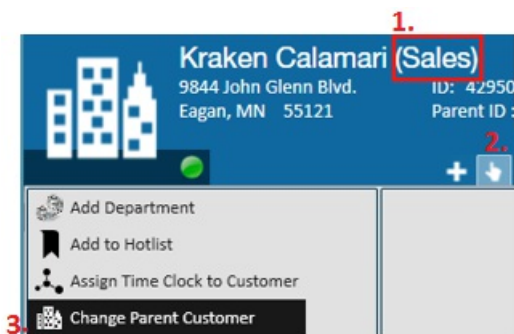 1.
Kraken Calamari (Sales)
9844 John Glenn Blvd. ID: 42950
Eagan, MN 55121 Parent ID :
2.
Add Department
Add to Hotlist
Assign Time Clock to Customer
3. Change Parent Customer